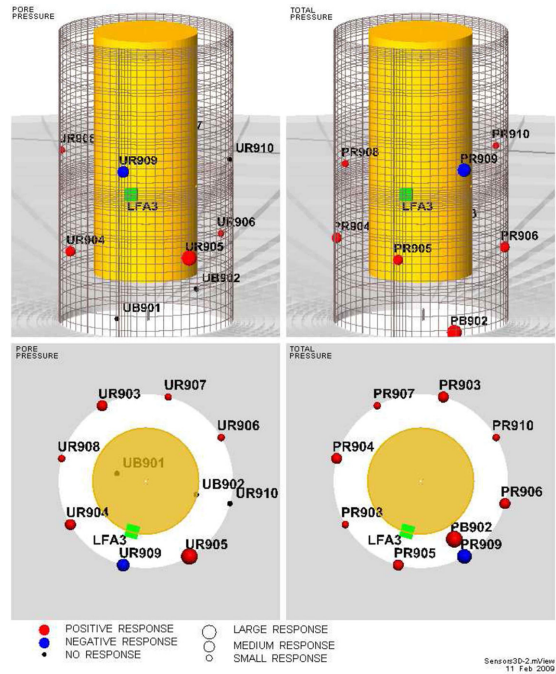 PORE
PRESSURE
TOTAL
PRESSURE
UR910
UR909
LFA3
UR906
UR904
UR905
UB902
UB901
PR910
PR908
PR909
LFA3
PR904
PR905
PR906
PB902
PORE
PRESSURE
TOTAL
PRESSURE
UR907
UR903
UR906
UR908
UB901
UB902
UR910
UR904
LFA3
UR909
UR905
PR903
PR907
PR910
PR904
PR906
PR903
PB902
LFA3
PR909
PR905
POSITIVE RESPONSE
NEGATIVE RESPONSE
NO RESPONSE
LARGE RESPONSE
MEDIUM RESPONSE
SMALL RESPONSE
Sensors3D-2.mView
11 Feb 2009